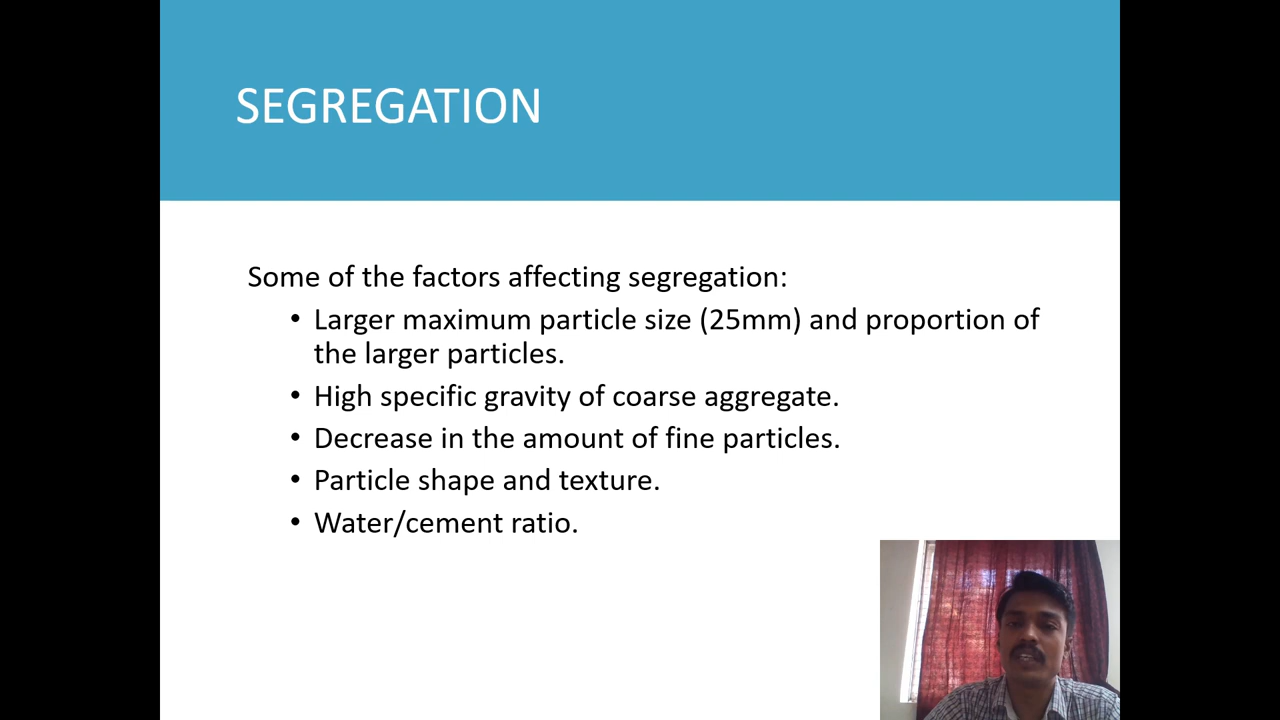 SEGREGATION
Some of the factors affecting segregation:
• Larger maximum particle size (25mm) and proportion of
the larger particles.
• High specific gravity of coarse aggregate.
• Decrease in the amount of fine particles.
• Particle shape and texture.
• Water/cement ratio.